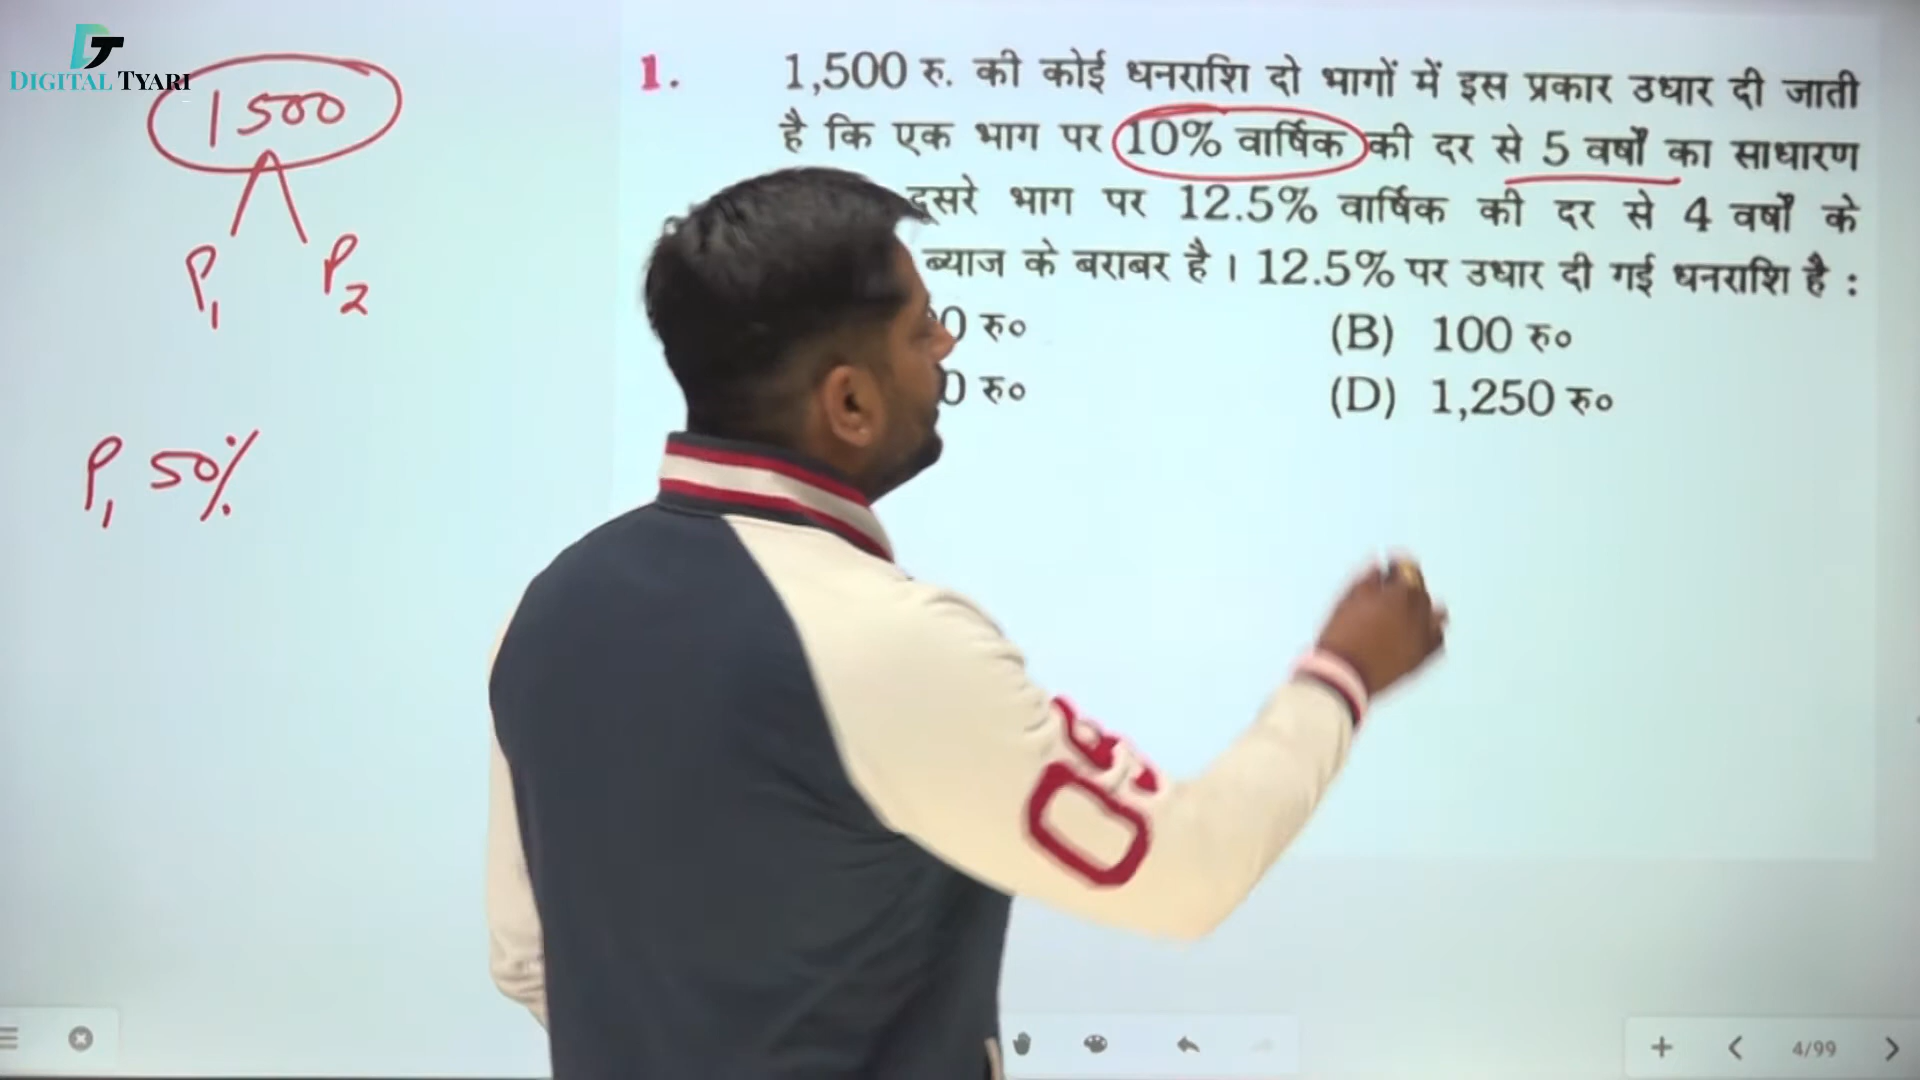 DIGITAL TYARI
1500
P₁ P₂
P₁ 50%
1. 1,500 रु. की कोई धनराशि दो भागों में इस प्रकार उधार दी जाती
है कि एक भाग पर 10% वार्षिक की दर से 5 वर्षों का साधारण
दूसरे भाग पर 12.5% वार्षिक की दर से 4 वर्षों के
ब्याज के बराबर है। 12.5% पर उधार दी गई धनराशि है :
0 रु० (B) 100 रु०
0 रु० (D) 1,250 रु०
4/99